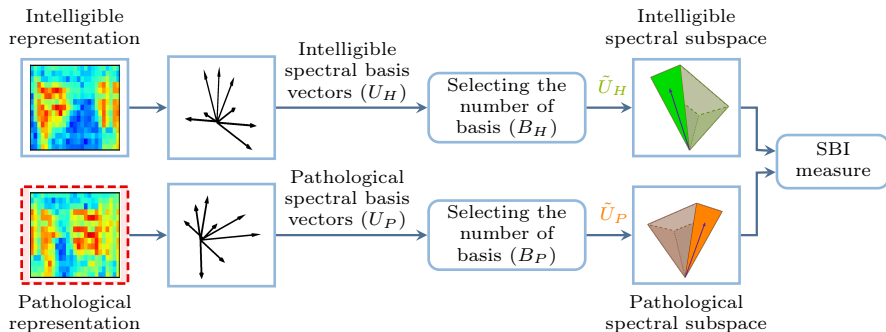 Intelligible
representation
Intelligible
spectral basis
vectors (U_H)
Selecting the
number of
basis (B_H)
Ũ_H
Intelligible
spectral subspace
SBI
measure
Pathological
spectral basis
vectors (U_P)
Selecting the
number of
basis (B_P)
Ũ_P
Pathological
representation
Pathological
spectral subspace